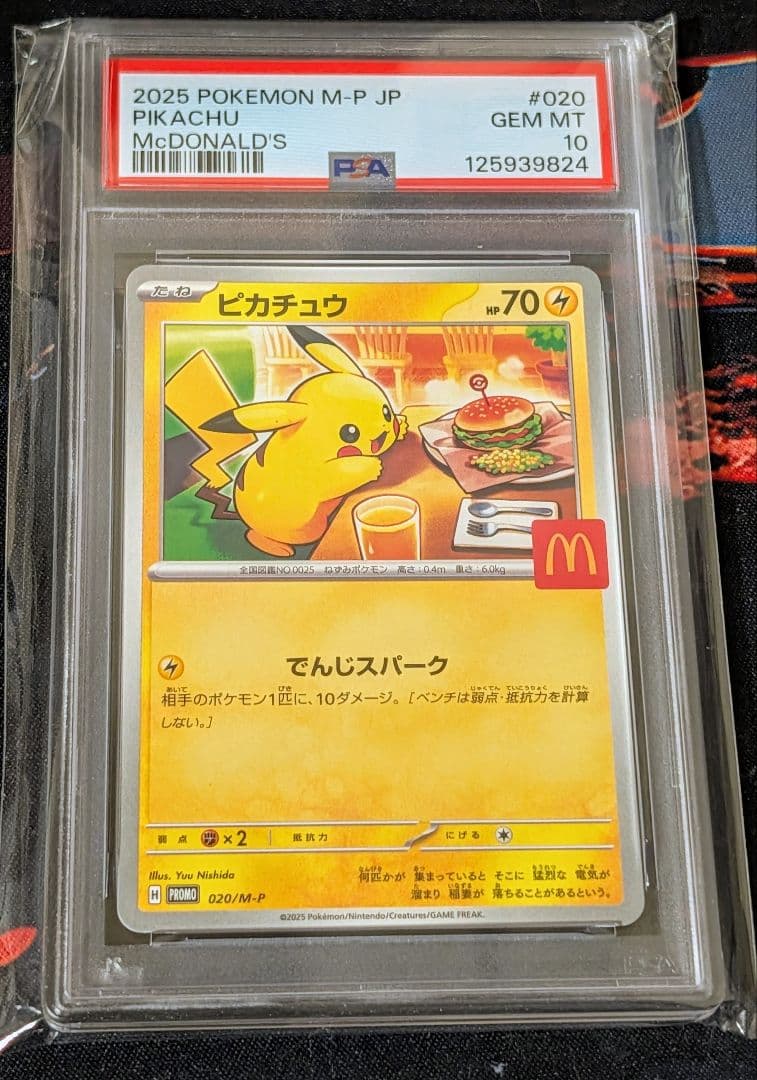 2025 POKEMON M-P JP #020
PIKACHU GEM MT
McDONALD'S 10
PSA 125939824
たね ピカチュウ HP70
全国図鑑NO.0025 ねずみポケモン 高さ:0.4m 重さ:6.0kg
でんじスパーク
相手のポケモン1匹に、10ダメージ。[ベンチは弱点・抵抗力を計算
しない。]
弱点 ×2 抵抗力 にげる
Illus. Yuu Nishida
何匹かが 集まっていると そこに 猛烈な 電気が
溜まり 稲妻が 落ちることがあるという。
H PROMO 020/M-P
©2025 Pokémon/Nintendo/Creatures/GAME FREAK.